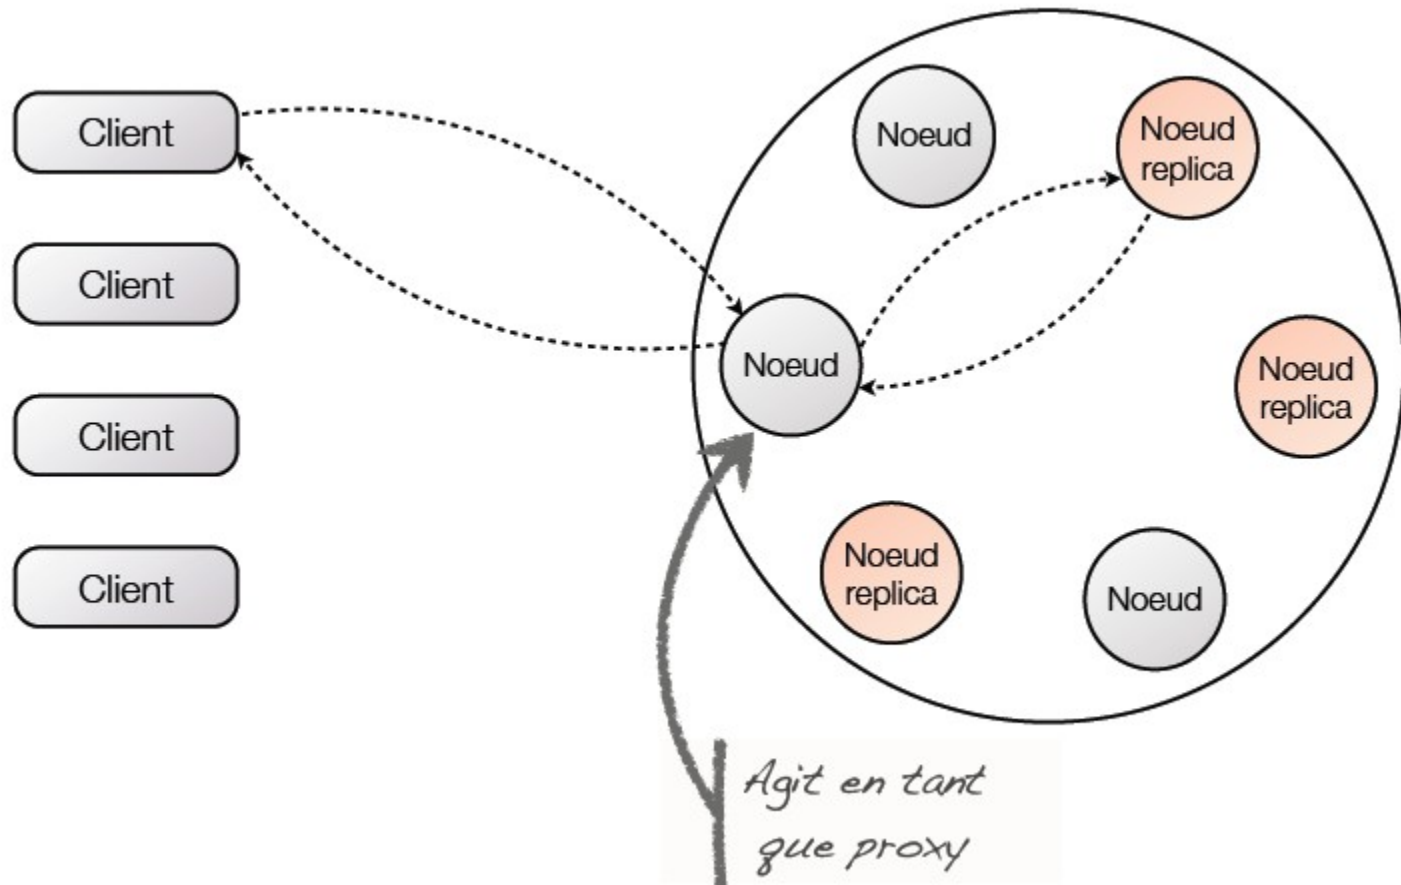 Client
Client
Client
Client
Noeud
Noeud
replica
Noeud
Noeud
replica
Noeud
replica
Noeud
Agit en tant
que proxy